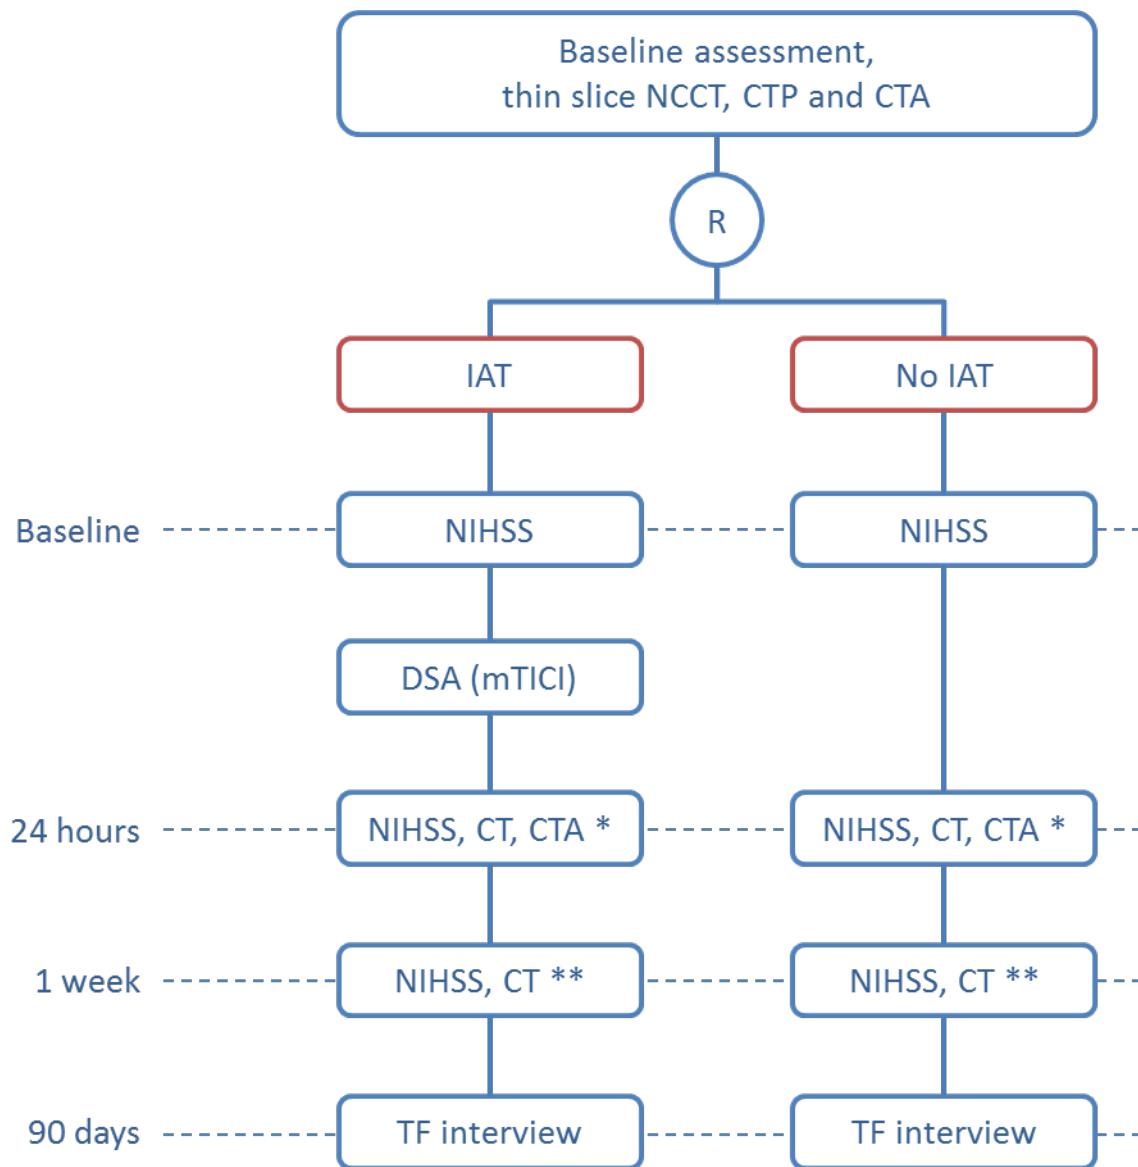 Baseline assessment,
thin slice NCCT, CTP and CTA
R
IAT
No IAT
Baseline
NIHSS
NIHSS
DSA (mTICI)
24 hours
NIHSS, CT, CTA *
NIHSS, CT, CTA *
1 week
NIHSS, CT **
NIHSS, CT **
90 days
TF interview
TF interview